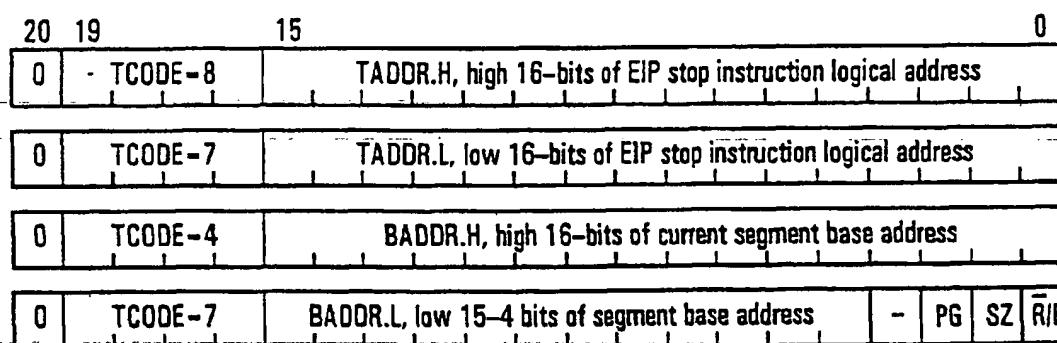 20 19 15 0
0 - TCODE=8 TADDR.H, high 16-bits of EIP stop instruction logical address
0 TCODE=7 TADDR.L, low 16-bits of EIP stop instruction logical address
0 TCODE=4 BADDR.H, high 16-bits of current segment base address
0 TCODE=7 BADDR.L, low 15-4 bits of segment base address - PG SZ